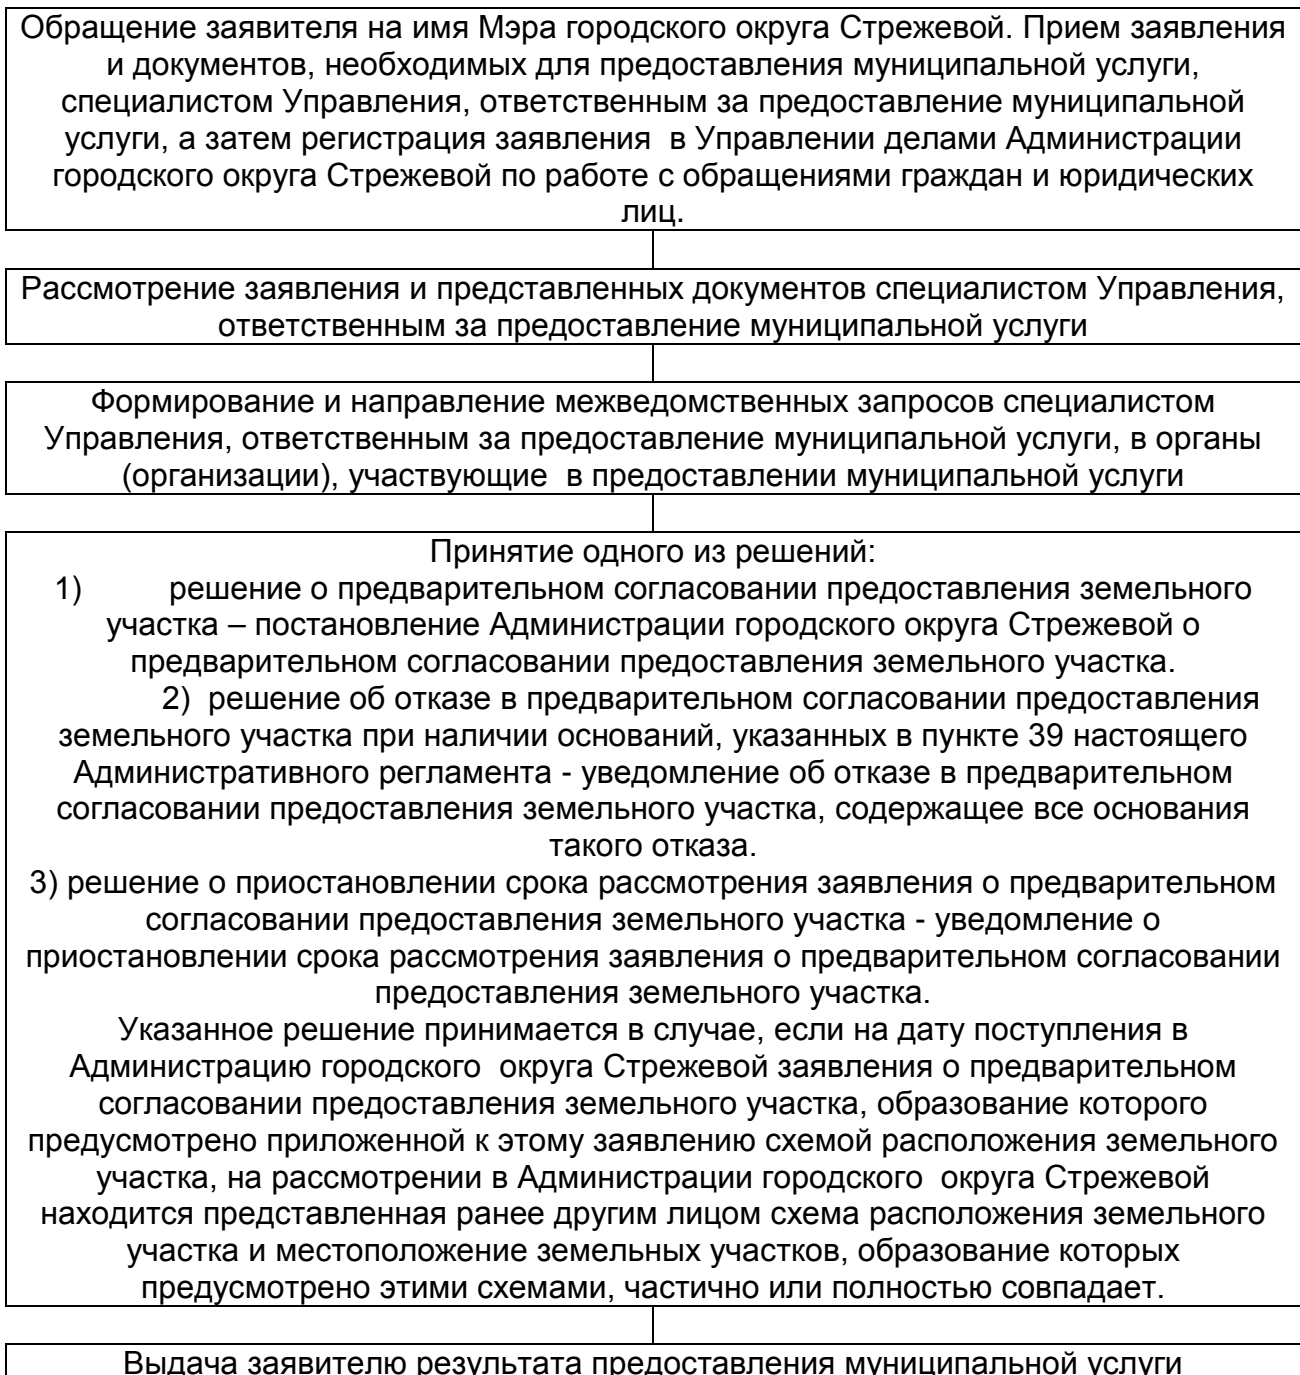 Обращение заявителя на имя Мэра городского округа Стрежевой. Прием заявления
и документов, необходимых для предоставления муниципальной услуги,
специалистом Управления, ответственным за предоставление муниципальной
услуги, а затем регистрация заявления  в Управлении делами Администрации
городского округа Стрежевой по работе с обращениями граждан и юридических
лиц.
Рассмотрение заявления и представленных документов специалистом Управления,
ответственным за предоставление муниципальной услуги
Формирование и направление межведомственных запросов специалистом
Управления, ответственным за предоставление муниципальной услуги, в органы
(организации), участвующие  в предоставлении муниципальной услуги
Принятие одного из решений:
1) решение о предварительном согласовании предоставления земельного
участка – постановление Администрации городского округа Стрежевой о
предварительном согласовании предоставления земельного участка.
2)  решение об отказе в предварительном согласовании предоставления
земельного участка при наличии оснований, указанных в пункте 39 настоящего
Административного регламента - уведомление об отказе в предварительном
согласовании предоставления земельного участка, содержащее все основания
такого отказа.
3) решение о приостановлении срока рассмотрения заявления о предварительном
согласовании предоставления земельного участка - уведомление о
приостановлении срока рассмотрения заявления о предварительном согласовании
предоставления земельного участка.
Указанное решение принимается в случае, если на дату поступления в
Администрацию городского  округа Стрежевой заявления о предварительном
согласовании предоставления земельного участка, образование которого
предусмотрено приложенной к этому заявлению схемой расположения земельного
участка, на рассмотрении в Администрации городского  округа Стрежевой
находится представленная ранее другим лицом схема расположения земельного
участка и местоположение земельных участков, образование которых
предусмотрено этими схемами, частично или полностью совпадает.
Выдача заявителю результата предоставления муниципальной услуги